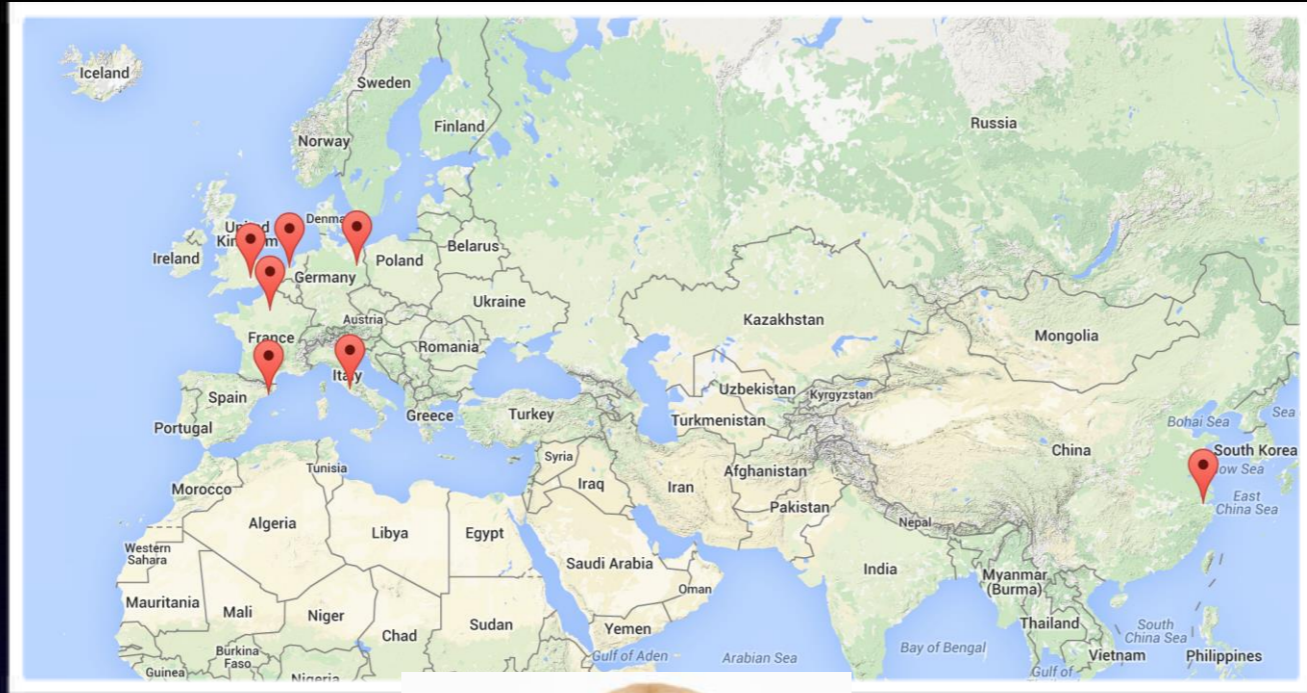 Iceland
Sweden
Finland
Norway
Russia
United
Kingdom
Ireland
Poland
Belarus
Germany
Ukraine
Austria
Kazakhstan
Mongolia
France
Romania
Italy
Spain
Uzbekistan
Kyrgyzstan
Portugal
Greece
Turkey
Turkmenistan
Bohai Sea
Sea
China
South Korea
Syria
Tunisia
Afghanistan
Morocco
Iraq
Iran
East
China Sea
Pakistan
Algeria
Libya
Egypt
Nepal
Western
Sahara
Saudi Arabia
India
Myanmar
(Burma)
Oman
Mauritania
Mali
Niger
Chad
Sudan
Yemen
Thailand
South
China Sea
Burkina
Faso
Gulf of Aden
Arabian Sea
Bay of Bengal
Vietnam
Philippines
Guinea
Nigeria
Gulf of